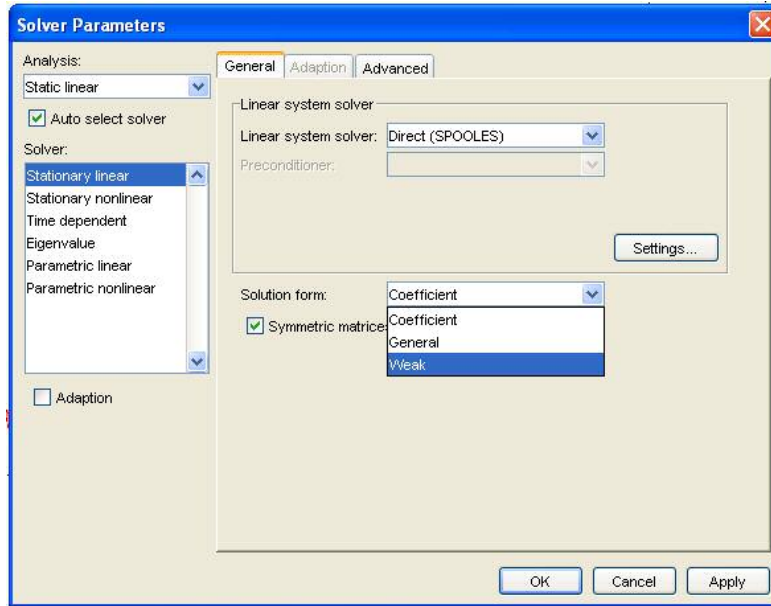 Solver Parameters
Analysis:
Static linear
Auto select solver
Solver:
Stationary linear
Stationary nonlinear
Time dependent
Eigenvalue
Parametric linear
Parametric nonlinear
Adaption
General
Adaption
Advanced
Linear system solver
Linear system solver:
Direct (SPOOLES)
Preconditioner:
Settings...
Solution form:
Coefficient
Symmetric matrice
Coefficient
General
Weak
OK
Cancel
Apply